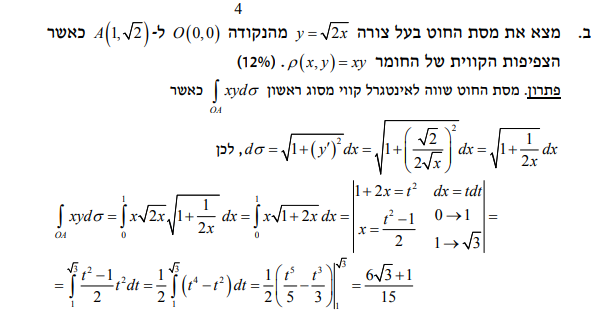 4
ב. מצא את מסת החוט בעל צורה y = √(2x) מהנקודה O(0,0) ל- A(1,√2) כאשר
הצפיפות הקווית של החומר ρ(x,y) = xy. (12%)
פתרון. מסת החוט שווה לאינטגרל קווי מסוג ראשון ∫_{OA} xydσ כאשר
dσ = √(1+(y′)²) dx = √(1+(√2/(2√x))²) dx = √(1+1/(2x)) dx, לכן
∫_{OA} xydσ = ∫_0^1 x√(2x) √(1+1/(2x)) dx = ∫_0^1 x√(1+2x) dx = |1+2x = t² dx = tdt x = (t²−1)/2 0→1 1→√3| =
= ∫_1^{√3} (t²−1)/2 t²dt = 1/2 ∫_1^{√3} (t⁴−t²)dt = 1/2 (t⁵/5 − t³/3)|_1^{√3} = (6√3+1)/15